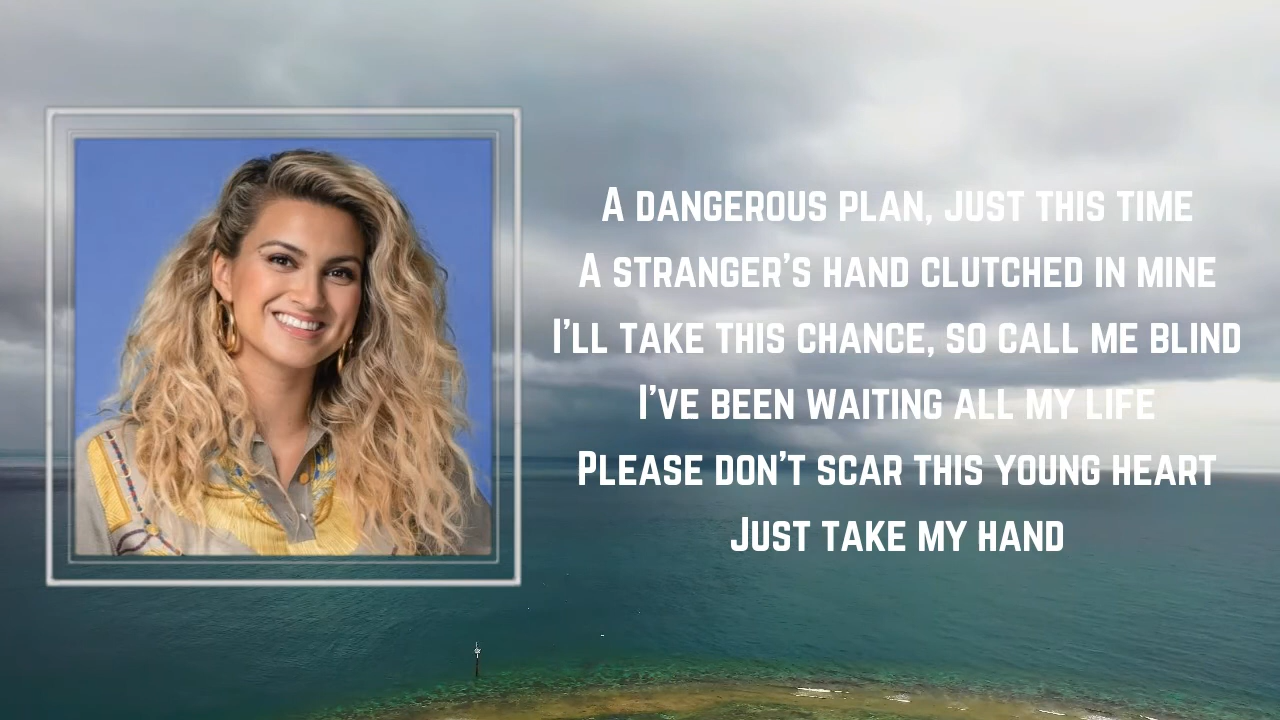 A dangerous plan, just this time
A stranger's hand clutched in mine
I'll take this chance, so call me blind
I've been waiting all my life
Please don't scar this young heart
Just take my hand